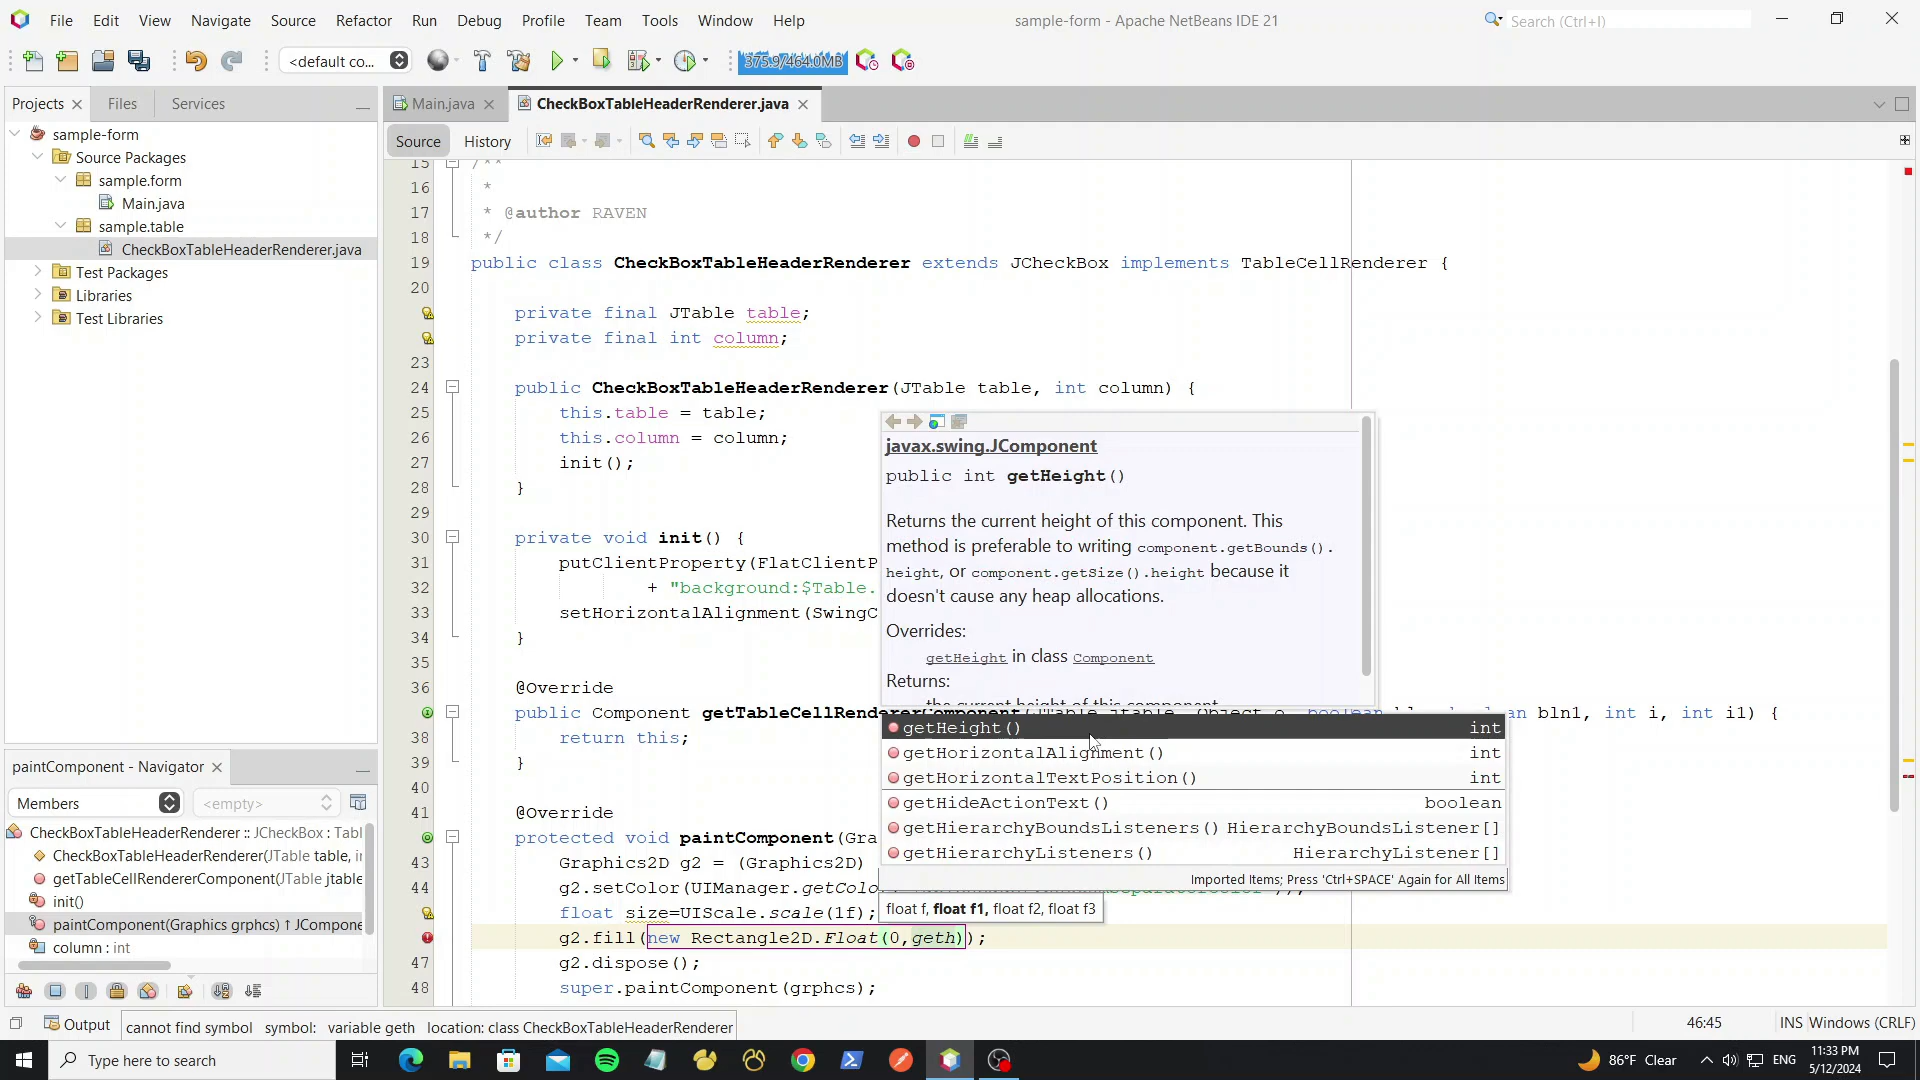 File Edit View Navigate Source Refactor Run Debug Profile Team Tools Window Help
sample-form - Apache NetBeans IDE 21
Search (Ctrl+I)
<default co...
375.9/464.0MB
Projects
Files
Services
Main.java
CheckBoxTableHeaderRenderer.java
Source
History
sample-form
Source Packages
sample.form
Main.java
sample.table
CheckBoxTableHeaderRenderer.java
Test Packages
Libraries
Test Libraries
15 /**
16 *
17 * @author RAVEN
18 */
19 public class CheckBoxTableHeaderRenderer extends JCheckBox implements TableCellRenderer {
20
private final JTable table;
private final int column;
23
24 public CheckBoxTableHeaderRenderer(JTable table, int column) {
25 this.table = table;
26 this.column = column;
27 init();
28 }
29
30 private void init() {
31 putClientProperty(FlatClientP
32 + "background:$Table.
33 setHorizontalAlignment(SwingC
34 }
35
36 @Override
public Component getTableCellRendererComponent(JTable jtable, Object o, boolean bln, boolean bln1, int i, int i1) {
38 return this;
39 }
40
41 @Override
protected void paintComponent(Gra
43 Graphics2D g2 = (Graphics2D)
44 g2.setColor(UIManager.getColo
float size=UIScale.scale(1f);
g2.fill(new Rectangle2D.Float(0,geth));
47 g2.dispose();
48 super.paintComponent(grphcs);
javax.swing.JComponent
public int getHeight()
Returns the current height of this component. This
method is preferable to writing component.getBounds().
height, or component.getSize().height because it
doesn't cause any heap allocations.
Overrides:
getHeight in class Component
Returns:
the current height of this component
getHeight() int
getHorizontalAlignment() int
getHorizontalTextPosition() int
getHideActionText() boolean
getHierarchyBoundsListeners() HierarchyBoundsListener[]
getHierarchyListeners() HierarchyListener[]
Imported Items; Press 'Ctrl+SPACE' Again for All Items
float f, float f1, float f2, float f3
paintComponent - Navigator
Members
<empty>
CheckBoxTableHeaderRenderer :: JCheckBox : Tabl
CheckBoxTableHeaderRenderer(JTable table, i
getTableCellRendererComponent(JTable jtable
init()
paintComponent(Graphics grphcs) ↑ JCompone
column : int
Output
cannot find symbol symbol: variable geth location: class CheckBoxTableHeaderRenderer
46:45
INS Windows (CRLF)
Type here to search
86°F Clear
ENG
11:33 PM
5/12/2024